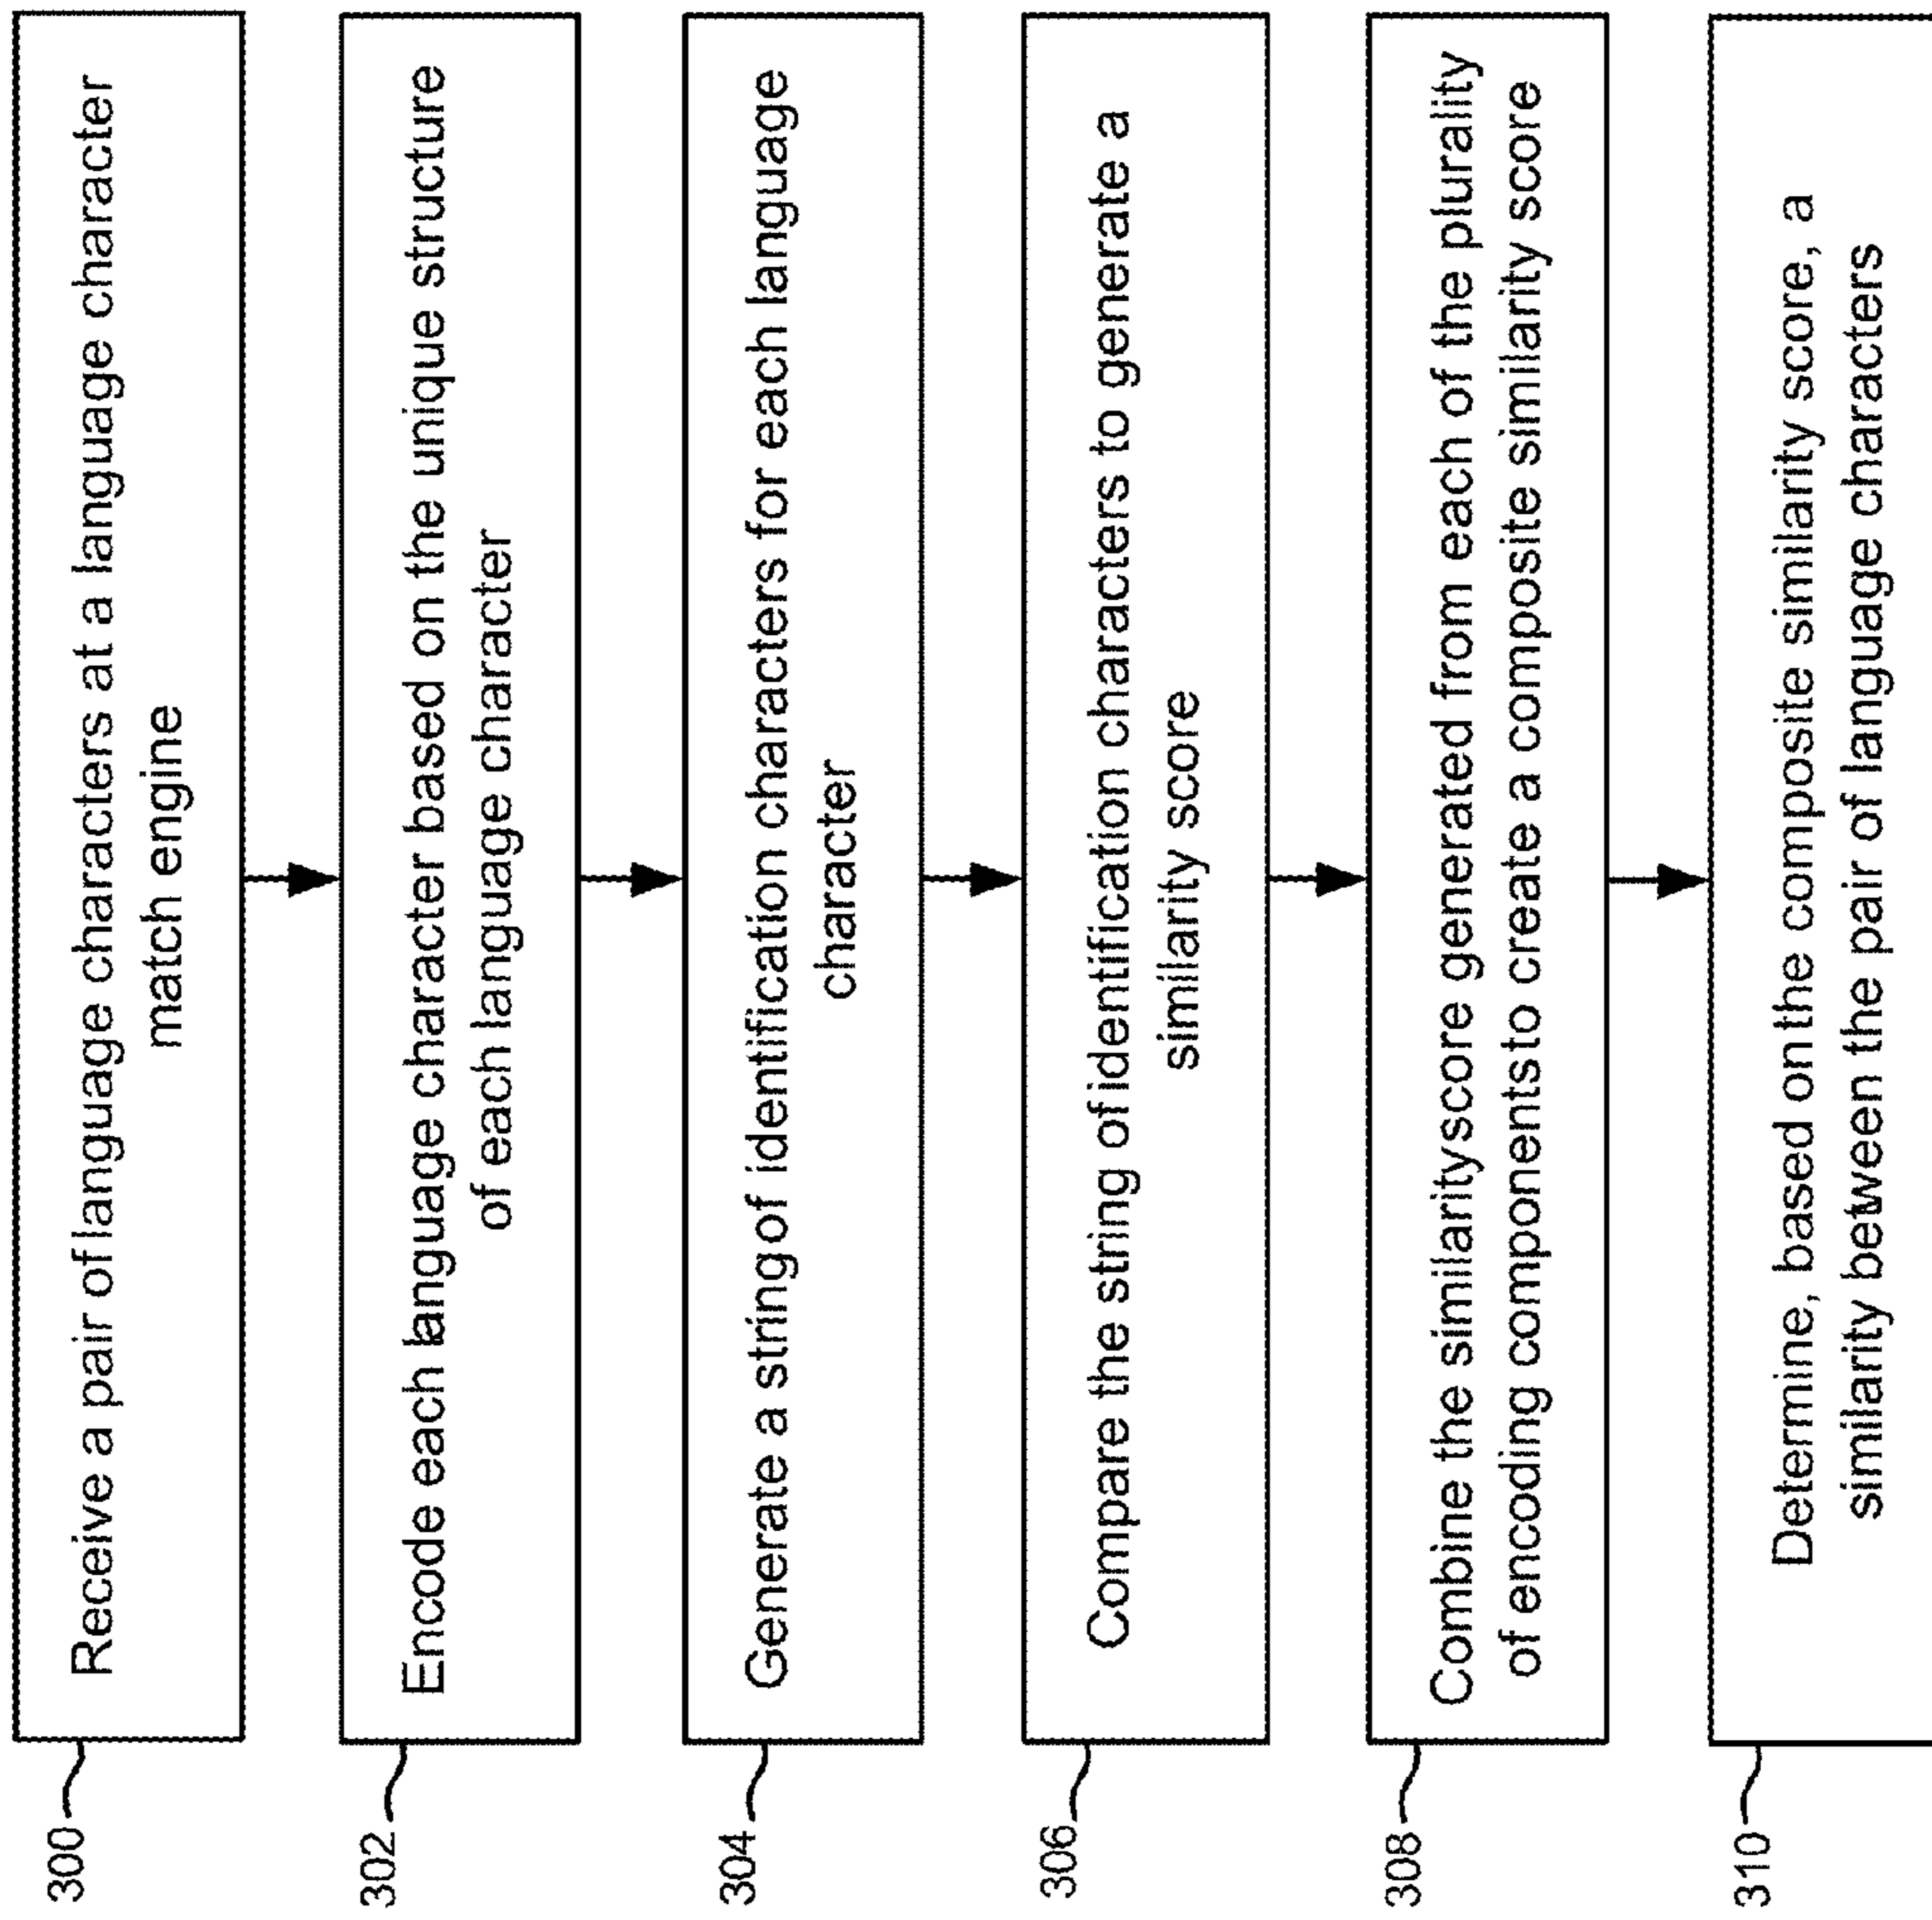 300
Receive a pair of language characters at a language character
match engine
302
Encode each language character based on the unique structure
of each language character
304
Generate a string of identification characters for each language
character
306
Compare the string of identification characters to generate a
similarity score
308
Combine the similarity score generated from each of the plurality
of encoding components to create a composite similarity score
310
Determine, based on the composite similarity score, a
similarity between the pair of language characters